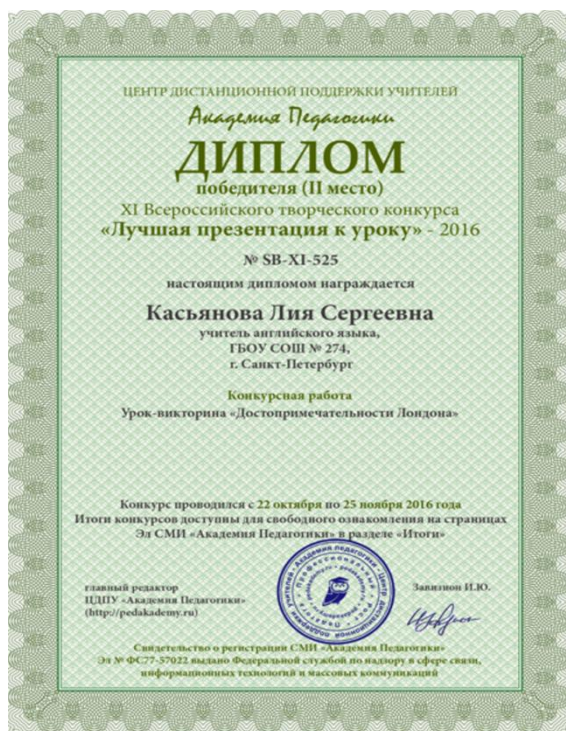 ЦЕНТР ДИСТАНЦИОННОЙ ПОДДЕРЖКИ УЧИТЕЛЕЙ
Академия Педагогики
ДИПЛОМ
победителя (II место)
XI Всероссийского творческого конкурса
«Лучшая презентация к уроку» - 2016
№ SB-XI-525
настоящим дипломом награждается
Касьянова Лия Сергеевна
учитель английского языка,
ГБОУ СОШ № 274,
г. Санкт-Петербург
Конкурсная работа
Урок-викторина «Достопримечательности Лондона»
Конкурс проводился с 22 октября по 25 ноября 2016 года
Итоги конкурсов доступны для свободного ознакомления на страницах
Эл СМИ «Академия Педагогики» в разделе «Итоги»
главный редактор
ЦДПУ «Академия Педагогики»
(http://pedakademy.ru)
Завизион И.Ю.
Свидетельство о регистрации СМИ «Академия Педагогики»
Эл № ФС77-57022 выдано Федеральной службой по надзору в сфере связи,
информационных технологий и массовых коммуникаций